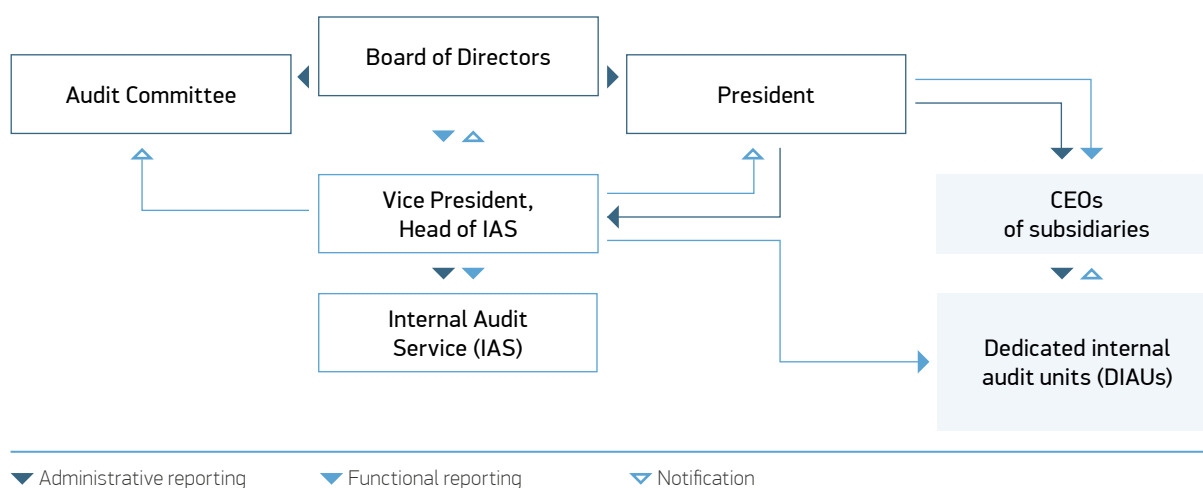 Board of Directors
Audit Committee
President
Vice President,
Head of IAS
CEOs
of subsidiaries
Internal Audit
Service (IAS)
Dedicated internal
audit units (DIAUs)
Administrative reporting
Functional reporting
Notification